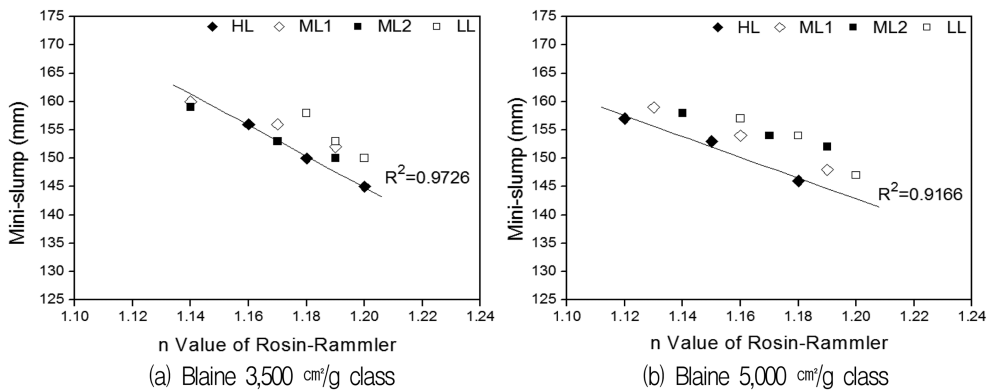 175
170
165
160
155
150
145
140
135
130
125
Mini-slump (mm)
HL ML1 ML2 LL
R²=0.9726
1.10 1.12 1.14 1.16 1.18 1.20 1.22 1.24
n Value of Rosin-Rammler
(a) Blaine 3,500 ㎠/g class
175
170
165
160
155
150
145
140
135
130
125
Mini-slump (mm)
HL ML1 ML2 LL
R²=0.9166
1.10 1.12 1.14 1.16 1.18 1.20 1.22 1.24
n Value of Rosin-Rammler
(b) Blaine 5,000 ㎠/g class